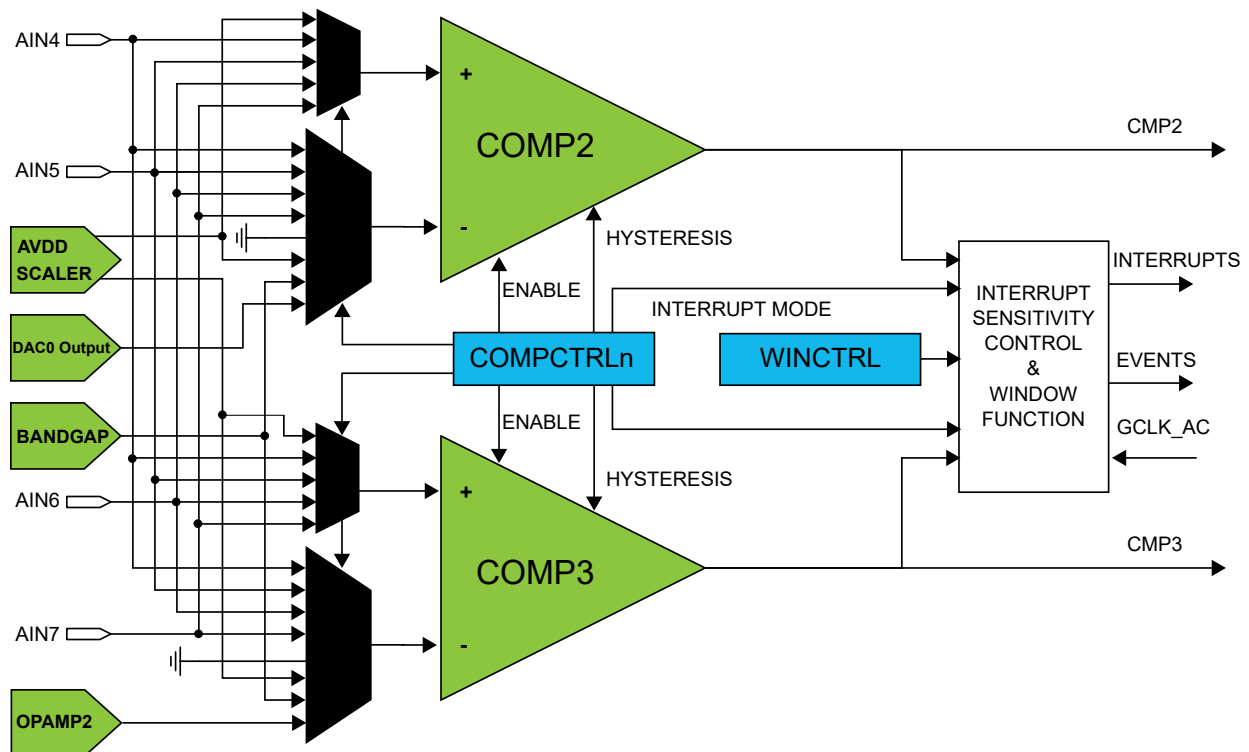 AIN4
+
COMP2
CMP2
AIN5
-
HYSTERESIS
AVDD
SCALER
INTERRUPTS
ENABLE
INTERRUPT MODE
INTERRUPT
SENSITIVITY
CONTROL
&
WINDOW
FUNCTION
DAC0 Output
COMPCTRLn
WINCTRL
EVENTS
BANDGAP
ENABLE
GCLK_AC
HYSTERESIS
AIN6
+
COMP3
CMP3
AIN7
-
OPAMP2